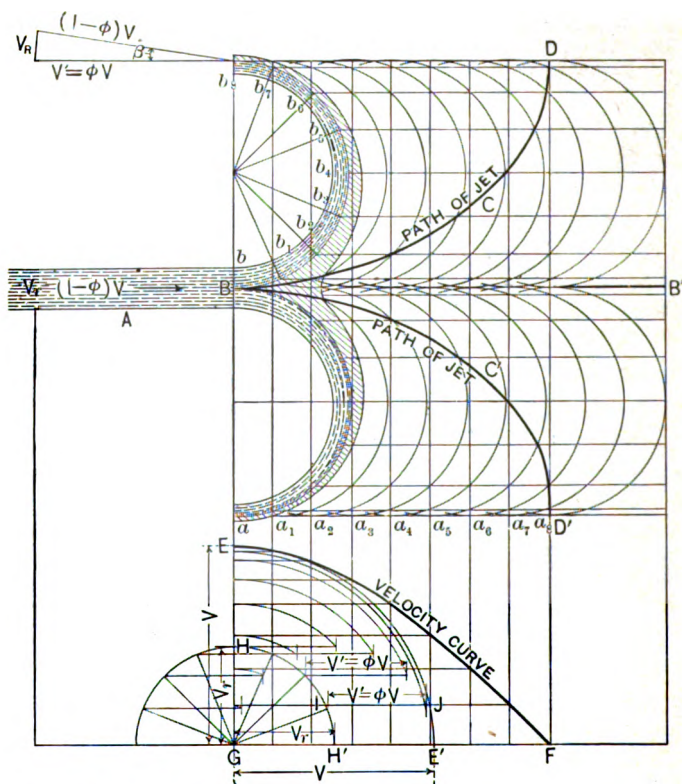 (1-ϕ)V
V_R
β
V'=ϕV
D
b_8
b_7
b_6
b_5
b_4
b_3
b_2
b_1
b
PATH OF JET
C
(1-ϕ)V
B
B'
A
PATH OF JET
C'
a a_1 a_2 a_3 a_4 a_5 a_6 a_7 a_8 D'
E
VELOCITY CURVE
V
H
V'=ϕV
V_r
I
V'=ϕV
J
V_r
G
H'
E'
F
V